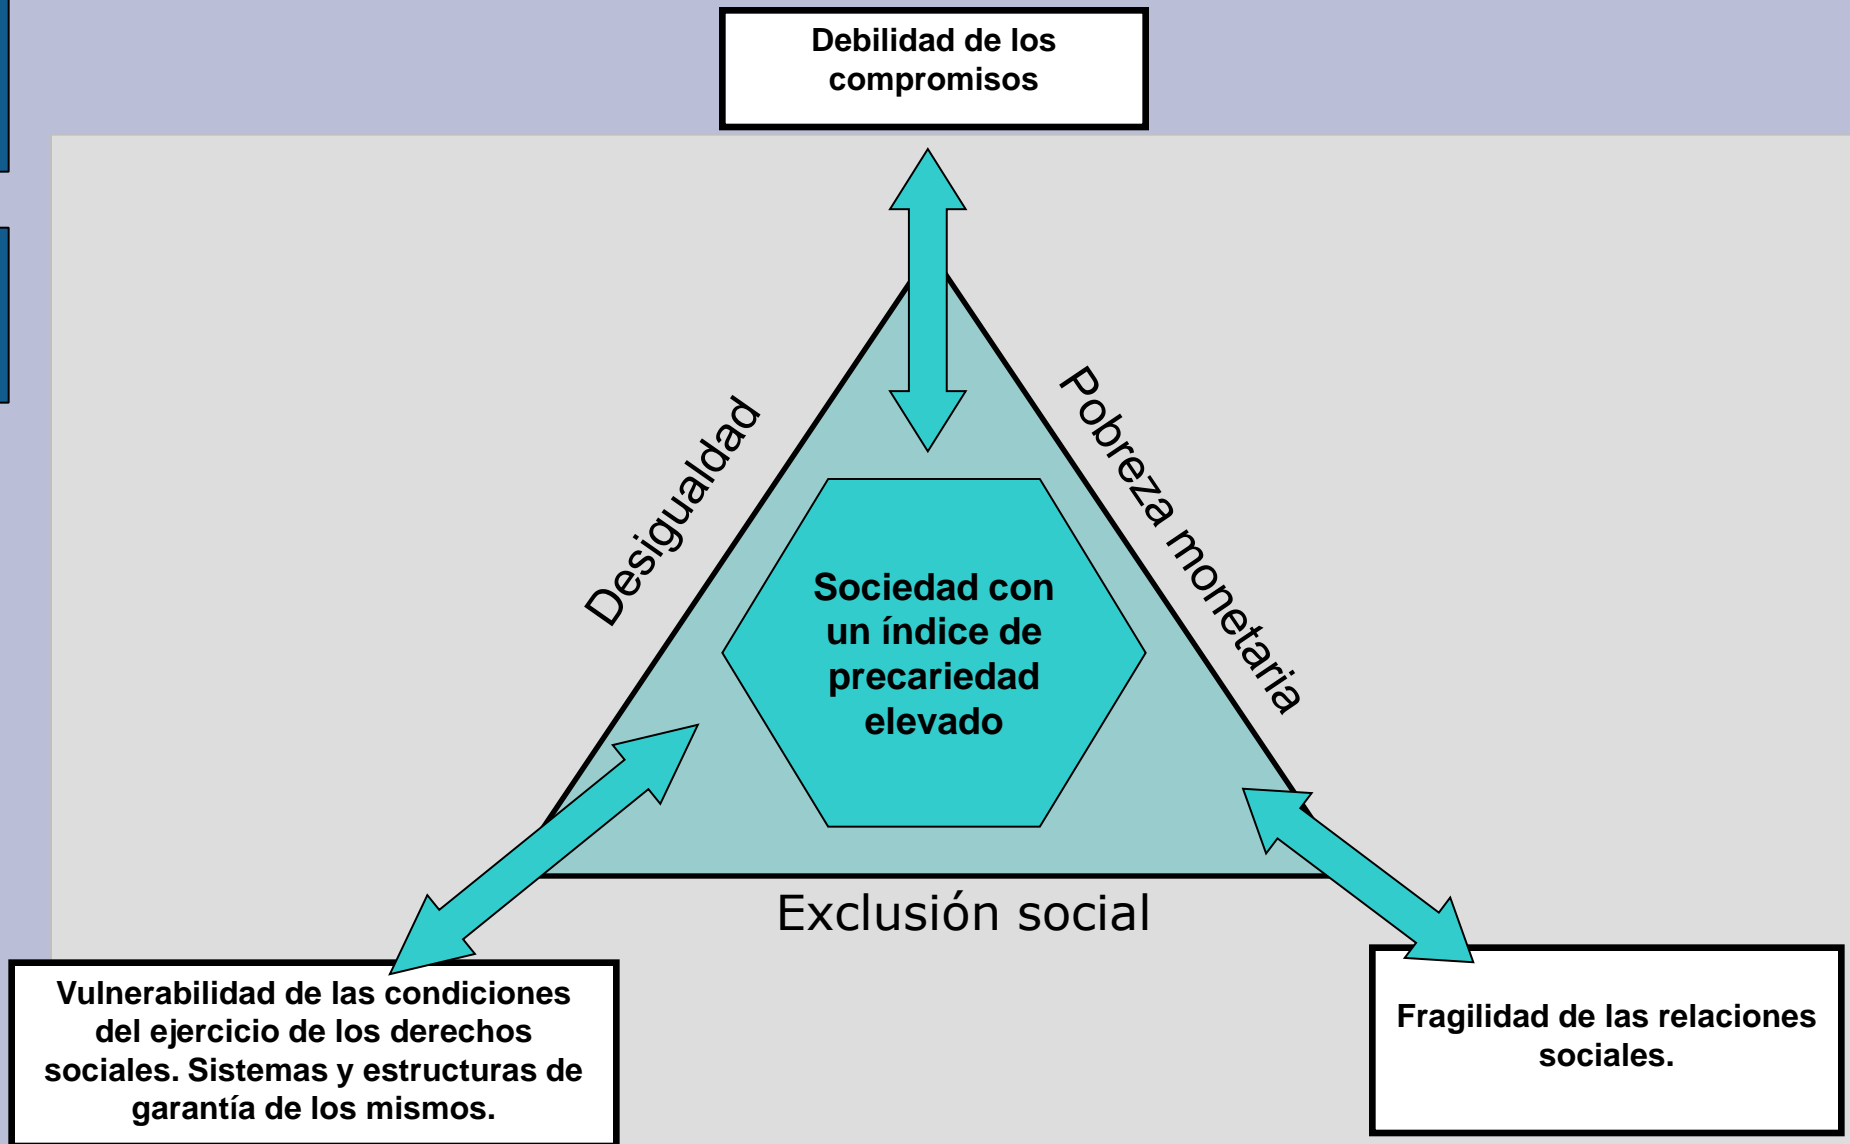 Debilidad de los
compromisos
Desigualdad
Pobreza monetaria
Sociedad con
un índice de
precariedad
elevado
Exclusión social
Vulnerabilidad de las condiciones
del ejercicio de los derechos
sociales. Sistemas y estructuras de
garantía de los mismos.
Fragilidad de las relaciones
sociales.